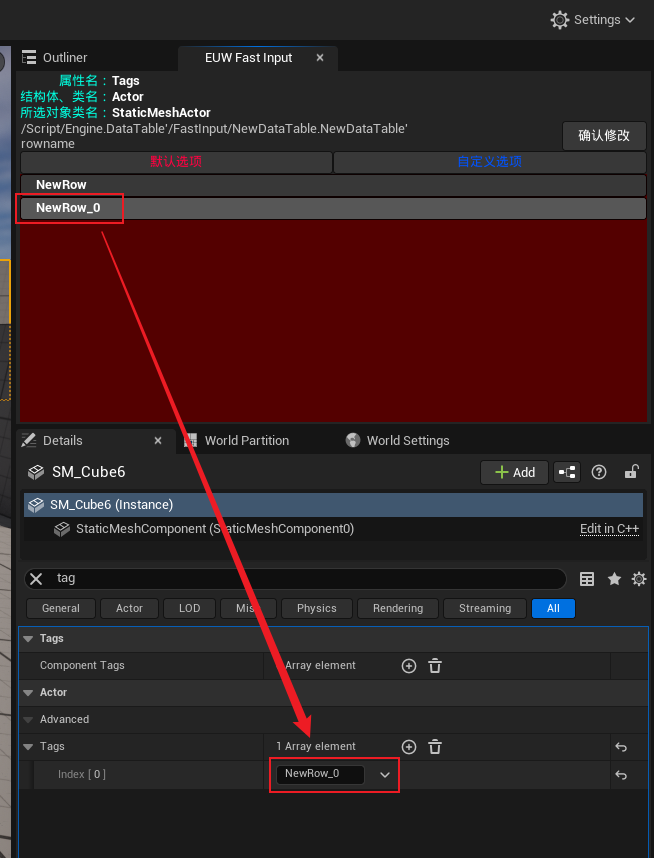 Settings
Outliner
EUW Fast Input
属性名：Tags
结构体、类名：Actor
所选对象类名：StaticMeshActor
/Script/Engine.DataTable'/FastInput/NewDataTable.NewDataTable'
rowname
确认修改
默认选项 自定义选项
NewRow
NewRow_0
Details World Partition World Settings
SM_Cube6
Add
SM_Cube6 (Instance)
StaticMeshComponent (StaticMeshComponent0) Edit in C++
tag
General Actor LOD Physics Rendering Streaming All
Tags
Component Tags Array element
Actor
Advanced
Tags 1 Array element
Index [ 0 ] NewRow_0